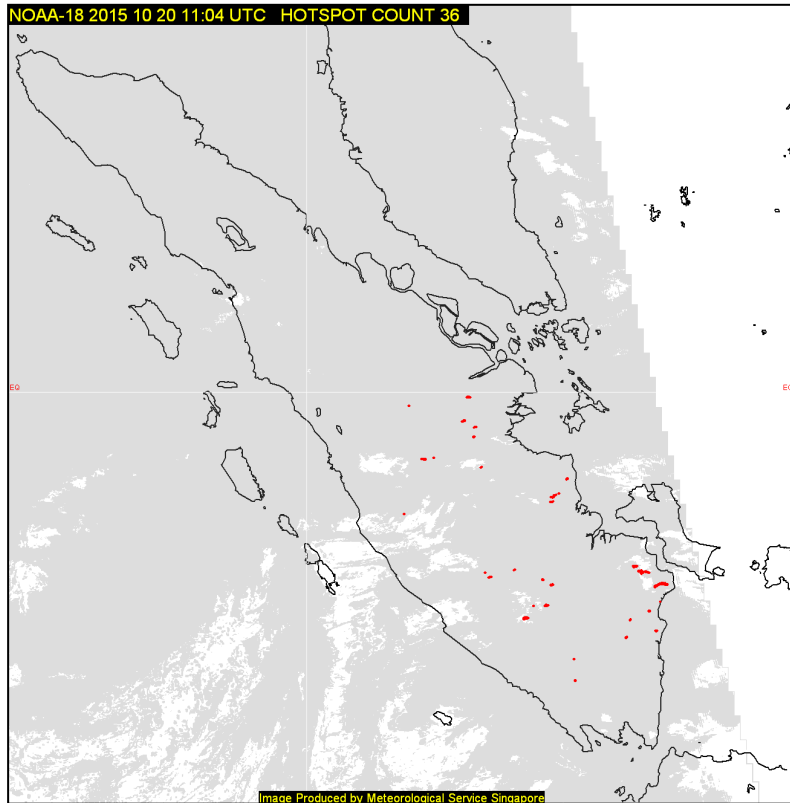 NOAA-18 2015 10 20 11:04 UTC HOTSPOT COUNT 36
EQ
EQ
Image Produced by Meteorological Service Singapore